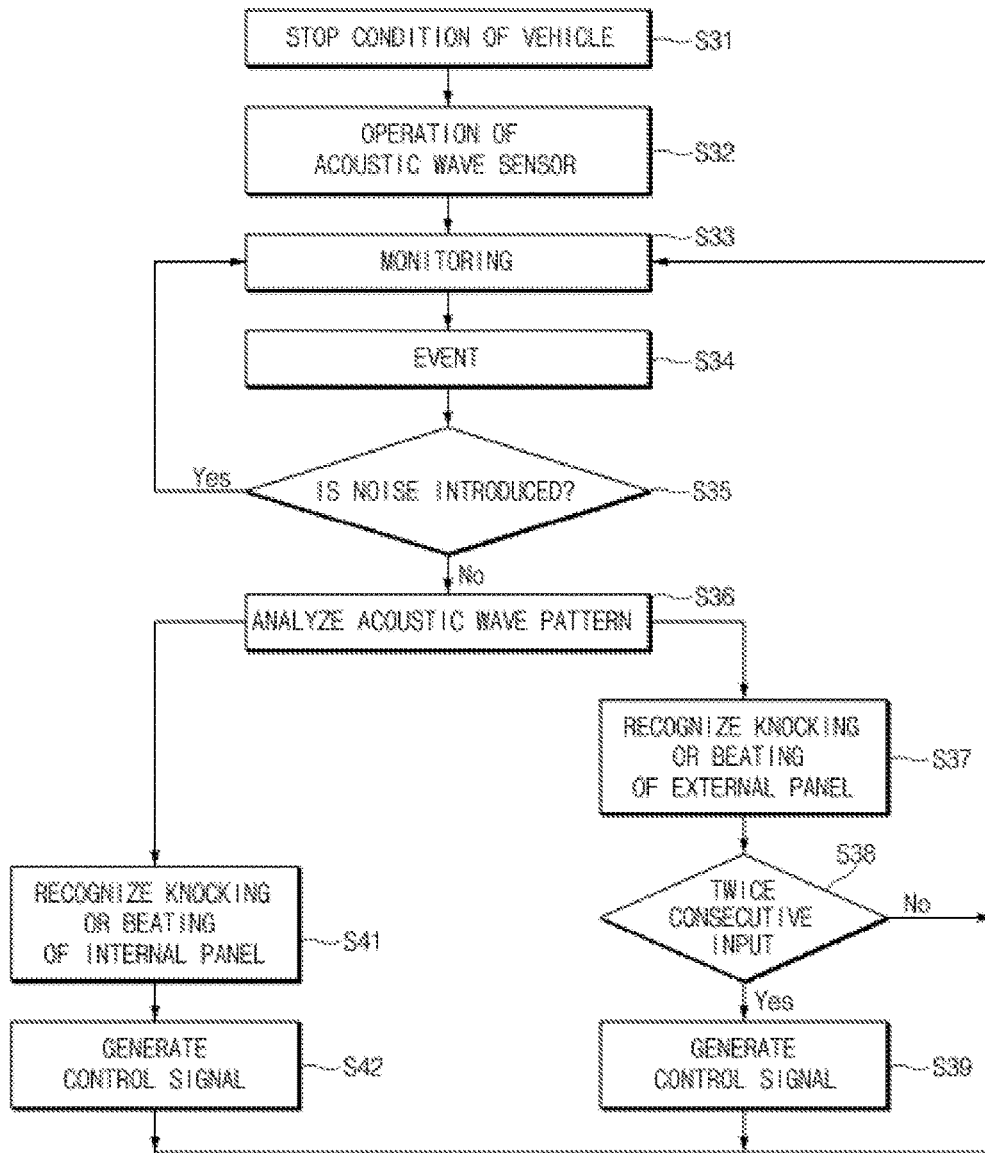 STOP CONDITION OF VEHICLE
S31
OPERATION OF
ACOUSTIC WAVE SENSOR
S32
S33
MONITORING
EVENT
S34
Yes
IS NOISE INTRODUCED?
S35
No
S36
ANALYZE ACOUSTIC WAVE PATTERN
RECOGNIZE KNOCKING
OR BEATING
OF EXTERNAL PANEL
S37
S38
TWICE
CONSECUTIVE
INPUT
No
Yes
RECOGNIZE KNOCKING
OR BEATING
OF INTERNAL PANEL
S41
GENERATE
CONTROL SIGNAL
S42
GENERATE
CONTROL SIGNAL
S39